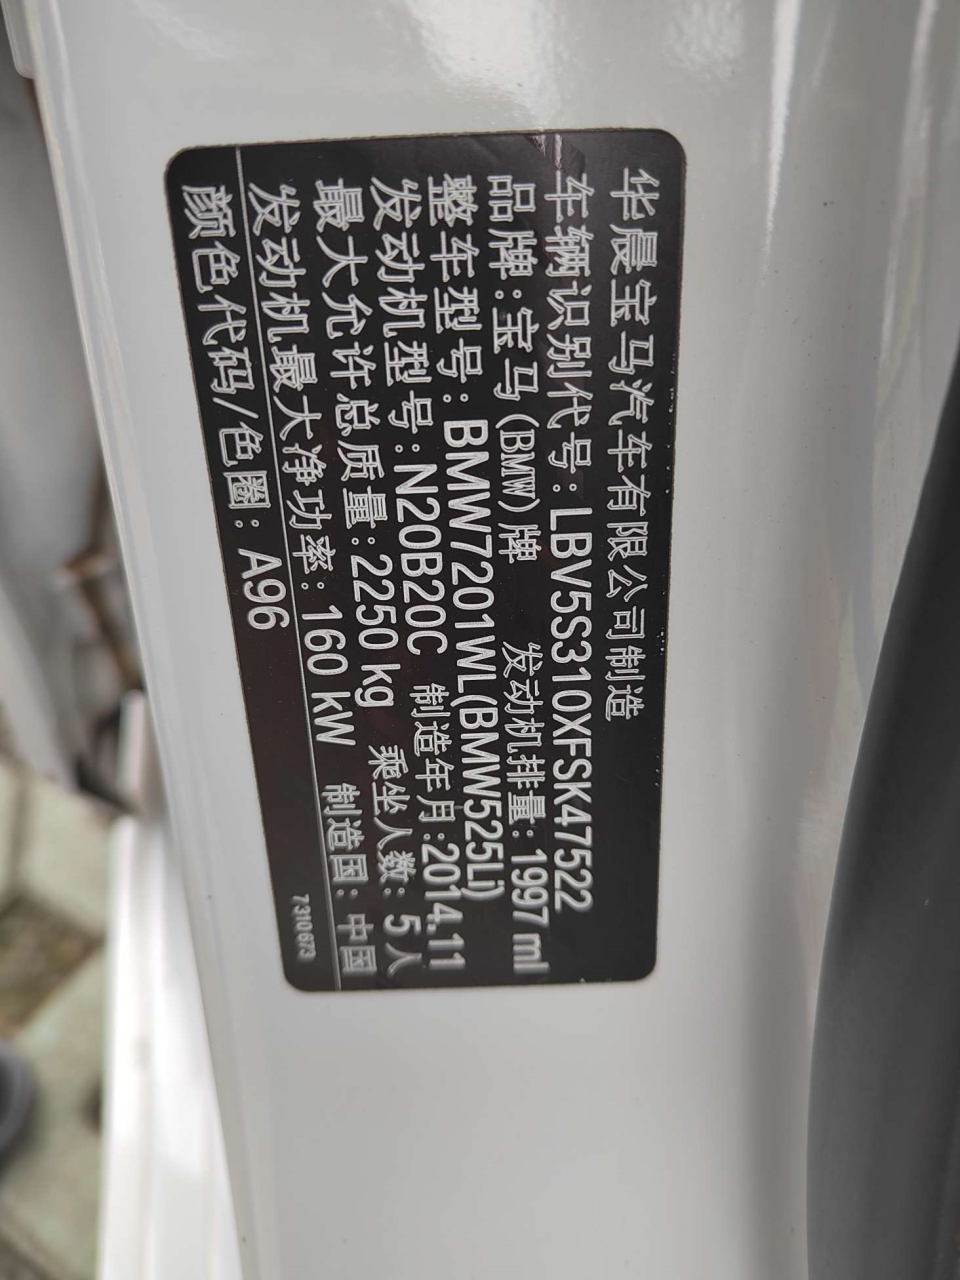 华晨宝马汽车有限公司制造
车辆识别代号:LBV5S310XFSK47522
品牌:宝马(BMW)牌 发动机排量:1997 ml
整车型号:BMW7201WL(BMW525Li)
发动机型号:N20B20C 制造年月:2014.11
最大允许总质量:2250 kg 乘坐人数:5人
发动机最大净功率:160 kW 制造国:中国
颜色代码/色圈:A96
7310673